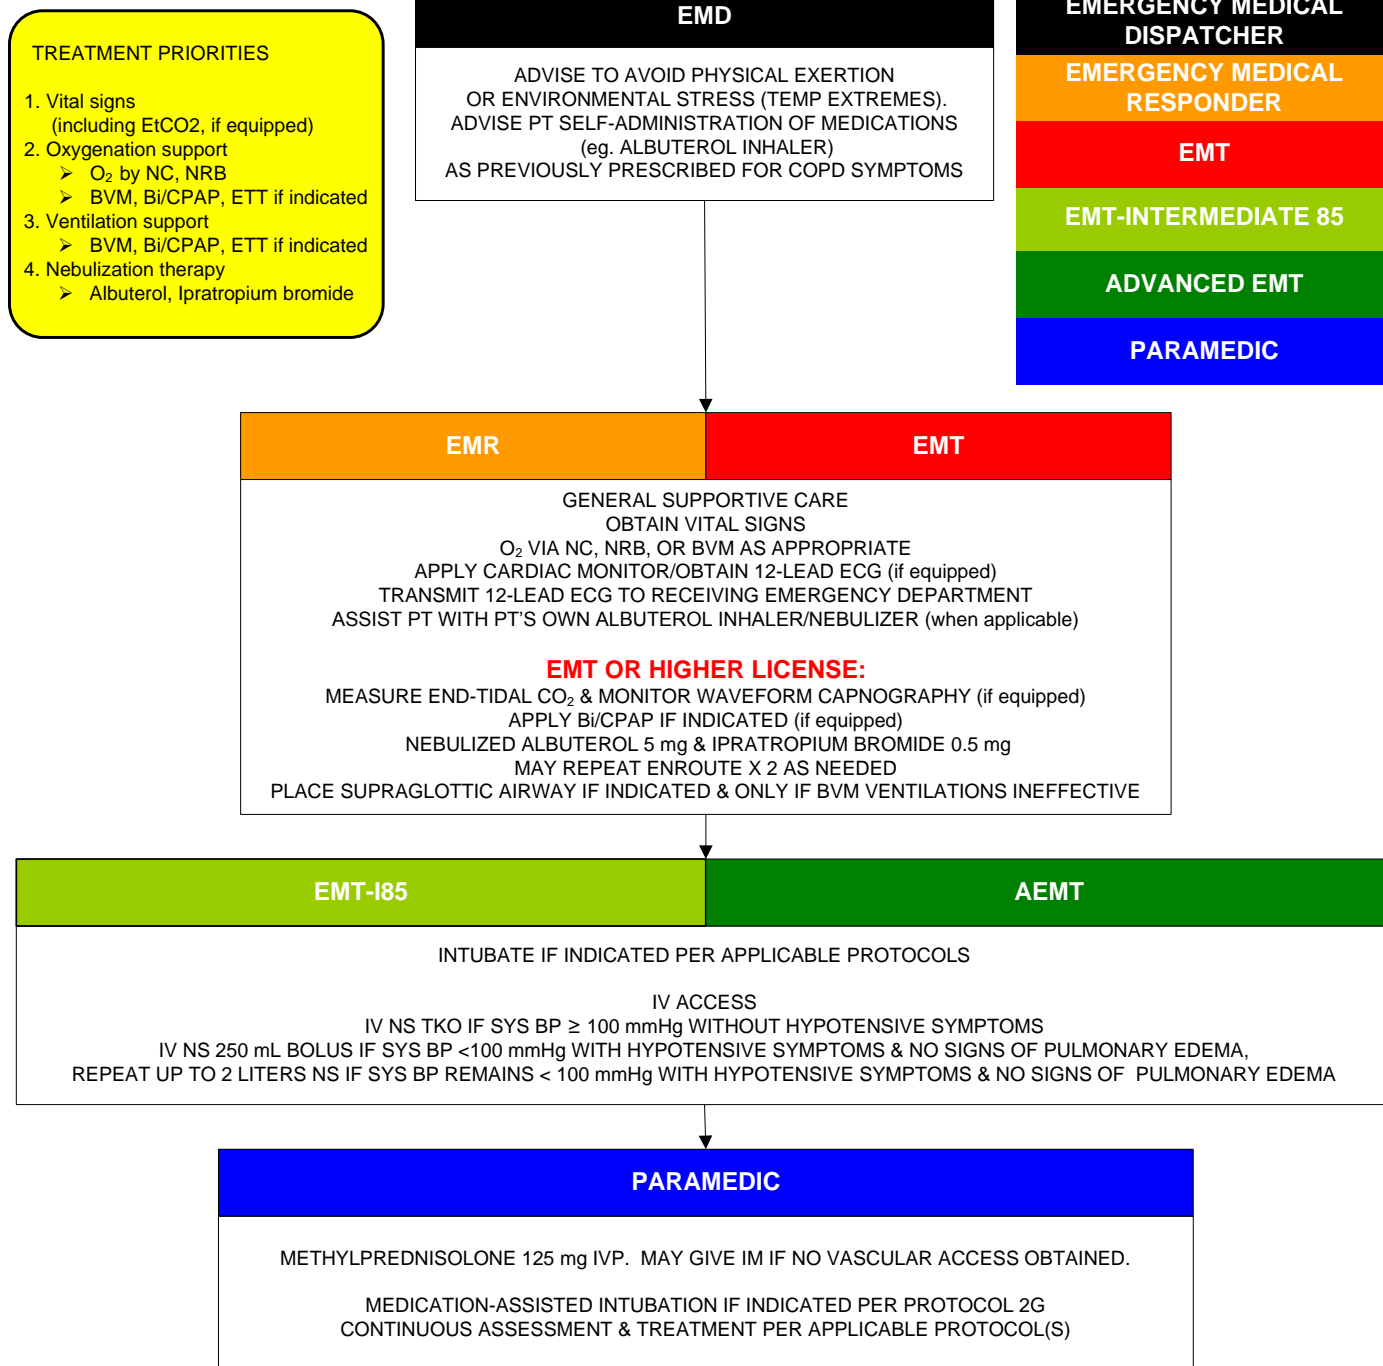 TREATMENT PRIORITIES
1. Vital signs
(including EtCO2, if equipped)
2. Oxygenation support
➢ O₂ by NC, NRB
➢ BVM, Bi/CPAP, ETT if indicated
3. Ventilation support
➢ BVM, Bi/CPAP, ETT if indicated
4. Nebulization therapy
➢ Albuterol, Ipratropium bromide
EMD
ADVISE TO AVOID PHYSICAL EXERTION
OR ENVIRONMENTAL STRESS (TEMP EXTREMES).
ADVISE PT SELF-ADMINISTRATION OF MEDICATIONS
(eg. ALBUTEROL INHALER)
AS PREVIOUSLY PRESCRIBED FOR COPD SYMPTOMS
EMERGENCY MEDICAL
DISPATCHER
EMERGENCY MEDICAL
RESPONDER
EMT
EMT-INTERMEDIATE 85
ADVANCED EMT
PARAMEDIC
EMR
EMT
GENERAL SUPPORTIVE CARE
OBTAIN VITAL SIGNS
O₂ VIA NC, NRB, OR BVM AS APPROPRIATE
APPLY CARDIAC MONITOR/OBTAIN 12-LEAD ECG (if equipped)
TRANSMIT 12-LEAD ECG TO RECEIVING EMERGENCY DEPARTMENT
ASSIST PT WITH PT'S OWN ALBUTEROL INHALER/NEBULIZER (when applicable)
EMT OR HIGHER LICENSE:
MEASURE END-TIDAL CO₂ & MONITOR WAVEFORM CAPNOGRAPHY (if equipped)
APPLY Bi/CPAP IF INDICATED (if equipped)
NEBULIZED ALBUTEROL 5 mg & IPRATROPIUM BROMIDE 0.5 mg
MAY REPEAT ENROUTE X 2 AS NEEDED
PLACE SUPRAGLOTTIC AIRWAY IF INDICATED & ONLY IF BVM VENTILATIONS INEFFECTIVE
EMT-I85
AEMT
INTUBATE IF INDICATED PER APPLICABLE PROTOCOLS
IV ACCESS
IV NS TKO IF SYS BP ≥ 100 mmHg WITHOUT HYPOTENSIVE SYMPTOMS
IV NS 250 mL BOLUS IF SYS BP <100 mmHg WITH HYPOTENSIVE SYMPTOMS & NO SIGNS OF PULMONARY EDEMA,
REPEAT UP TO 2 LITERS NS IF SYS BP REMAINS < 100 mmHg WITH HYPOTENSIVE SYMPTOMS & NO SIGNS OF PULMONARY EDEMA
PARAMEDIC
METHYLPREDNISOLONE 125 mg IVP. MAY GIVE IM IF NO VASCULAR ACCESS OBTAINED.
MEDICATION-ASSISTED INTUBATION IF INDICATED PER PROTOCOL 2G
CONTINUOUS ASSESSMENT & TREATMENT PER APPLICABLE PROTOCOL(S)